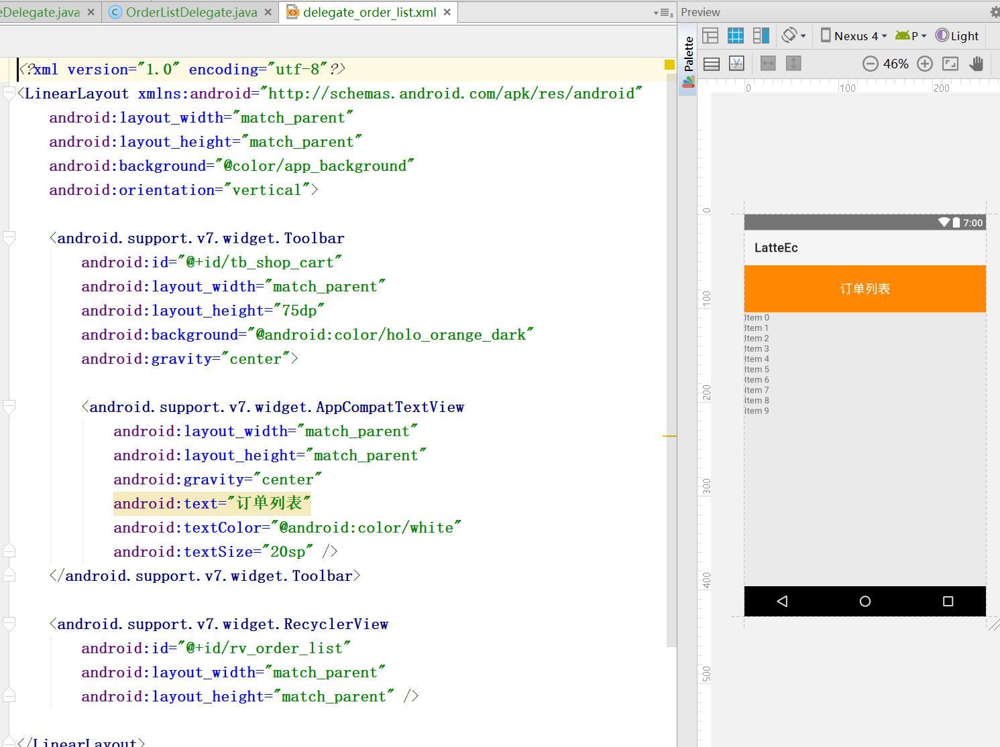 eDelegate.java
OrderListDelegate.java
delegate_order_list.xml
8
Preview
<?xml version="1.0" encoding="utf-8"?>
<LinearLayout xmlns:android="http://schemas.android.com/apk/res/android"
android:layout_width="match_parent"
android:layout_height="match_parent"
android:background="@color/app_background"
android:orientation="vertical">
<android.support.v7.widget.Toolbar
android:id="@+id/tb_shop_cart"
android:layout_width="match_parent"
android:layout_height="75dp"
android:background="@android:color/holo_orange_dark"
android:gravity="center">
<android.support.v7.widget.AppCompatTextView
android:layout_width="match_parent"
android:layout_height="match_parent"
android:gravity="center"
android:text="订单列表"
android:textColor="@android:color/white"
android:textSize="20sp" />
</android.support.v7.widget.Toolbar>
<android.support.v7.widget.RecyclerView
android:id="@+id/rv_order_list"
android:layout_width="match_parent"
android:layout_height="match_parent" />
</LinearLayout>
Palette
Nexus 4
P
Light
46%
0
100
200
0
100
200
300
400
500
7:00
LatteEc
订单列表
Item 0
Item 1
Item 2
Item 3
Item 4
Item 5
Item 6
Item 7
Item 8
Item 9